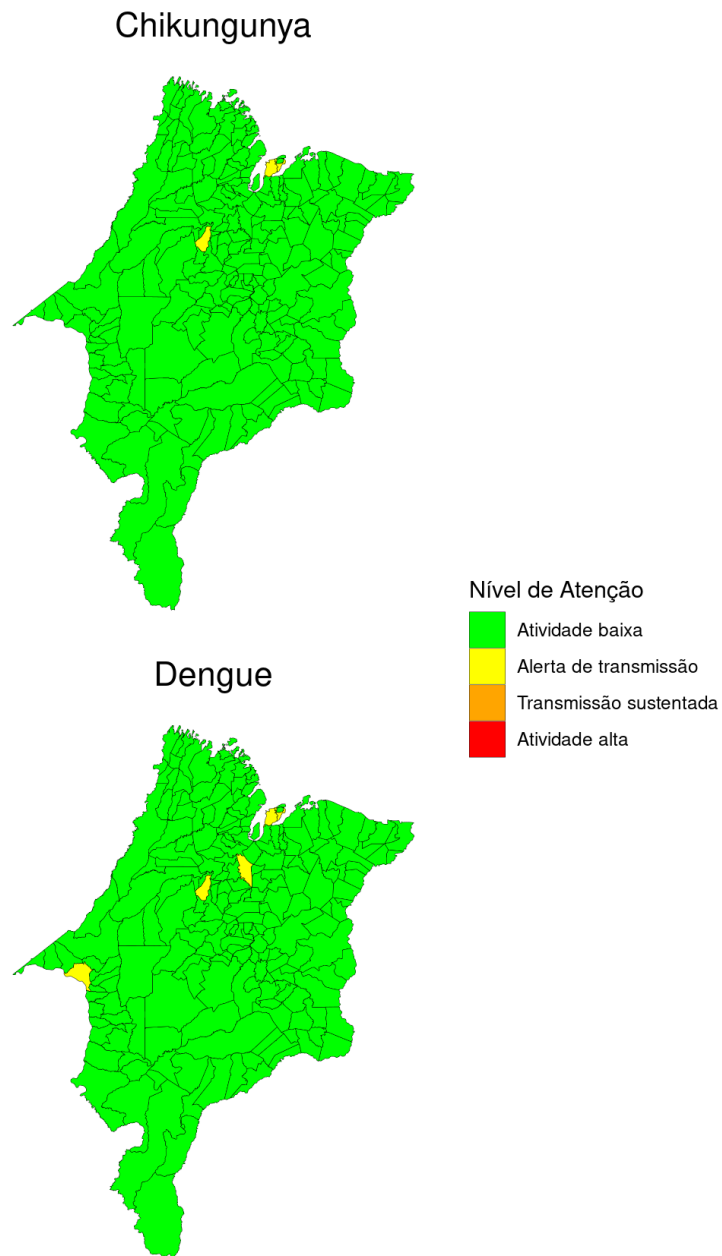 Chikungunya
Nível de Atenção
Atividade baixa
Alerta de transmissão
Transmissão sustentada
Atividade alta
Dengue